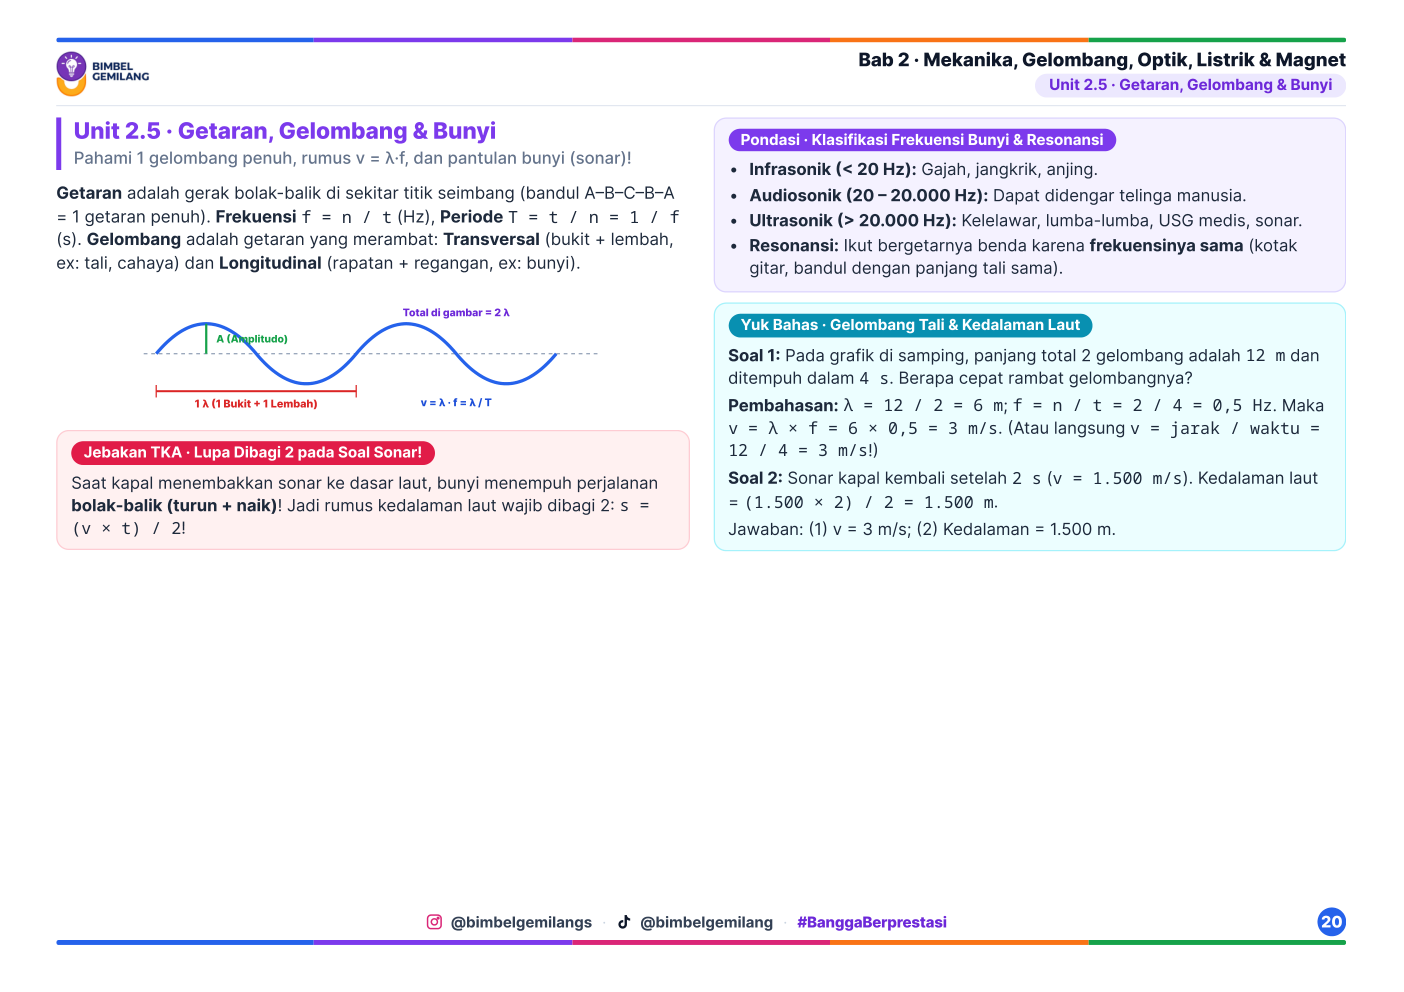 BIMBEL
GEMILANG
Bab 2 · Mekanika, Gelombang, Optik, Listrik & Magnet
Unit 2.5 · Getaran, Gelombang & Bunyi
Unit 2.5 · Getaran, Gelombang & Bunyi
Pahami 1 gelombang penuh, rumus v = λ·f, dan pantulan bunyi (sonar)!
Getaran adalah gerak bolak-balik di sekitar titik seimbang (bandul A–B–C–B–A
= 1 getaran penuh). Frekuensi f = n / t (Hz), Periode T = t / n = 1 / f
(s). Gelombang adalah getaran yang merambat: Transversal (bukit + lembah,
ex: tali, cahaya) dan Longitudinal (rapatan + regangan, ex: bunyi).
Total di gambar = 2 λ
A (Amplitudo)
1 λ (1 Bukit + 1 Lembah)
v = λ · f = λ / T
Jebakan TKA · Lupa Dibagi 2 pada Soal Sonar!
Saat kapal menembakkan sonar ke dasar laut, bunyi menempuh perjalanan
bolak-balik (turun + naik)! Jadi rumus kedalaman laut wajib dibagi 2: s =
(v × t) / 2!
Pondasi · Klasifikasi Frekuensi Bunyi & Resonansi
• Infrasonik (< 20 Hz): Gajah, jangkrik, anjing.
• Audiosonik (20 – 20.000 Hz): Dapat didengar telinga manusia.
• Ultrasonik (> 20.000 Hz): Kelelawar, lumba-lumba, USG medis, sonar.
• Resonansi: Ikut bergetarnya benda karena frekuensinya sama (kotak
gitar, bandul dengan panjang tali sama).
Yuk Bahas · Gelombang Tali & Kedalaman Laut
Soal 1: Pada grafik di samping, panjang total 2 gelombang adalah 12 m dan
ditempuh dalam 4 s. Berapa cepat rambat gelombangnya?
Pembahasan: λ = 12 / 2 = 6 m; f = n / t = 2 / 4 = 0,5 Hz. Maka
v = λ × f = 6 × 0,5 = 3 m/s. (Atau langsung v = jarak / waktu =
12 / 4 = 3 m/s!)
Soal 2: Sonar kapal kembali setelah 2 s (v = 1.500 m/s). Kedalaman laut
= (1.500 × 2) / 2 = 1.500 m.
Jawaban: (1) v = 3 m/s; (2) Kedalaman = 1.500 m.
@bimbelgemilangs · @bimbelgemilang · #BanggaBerprestasi
20